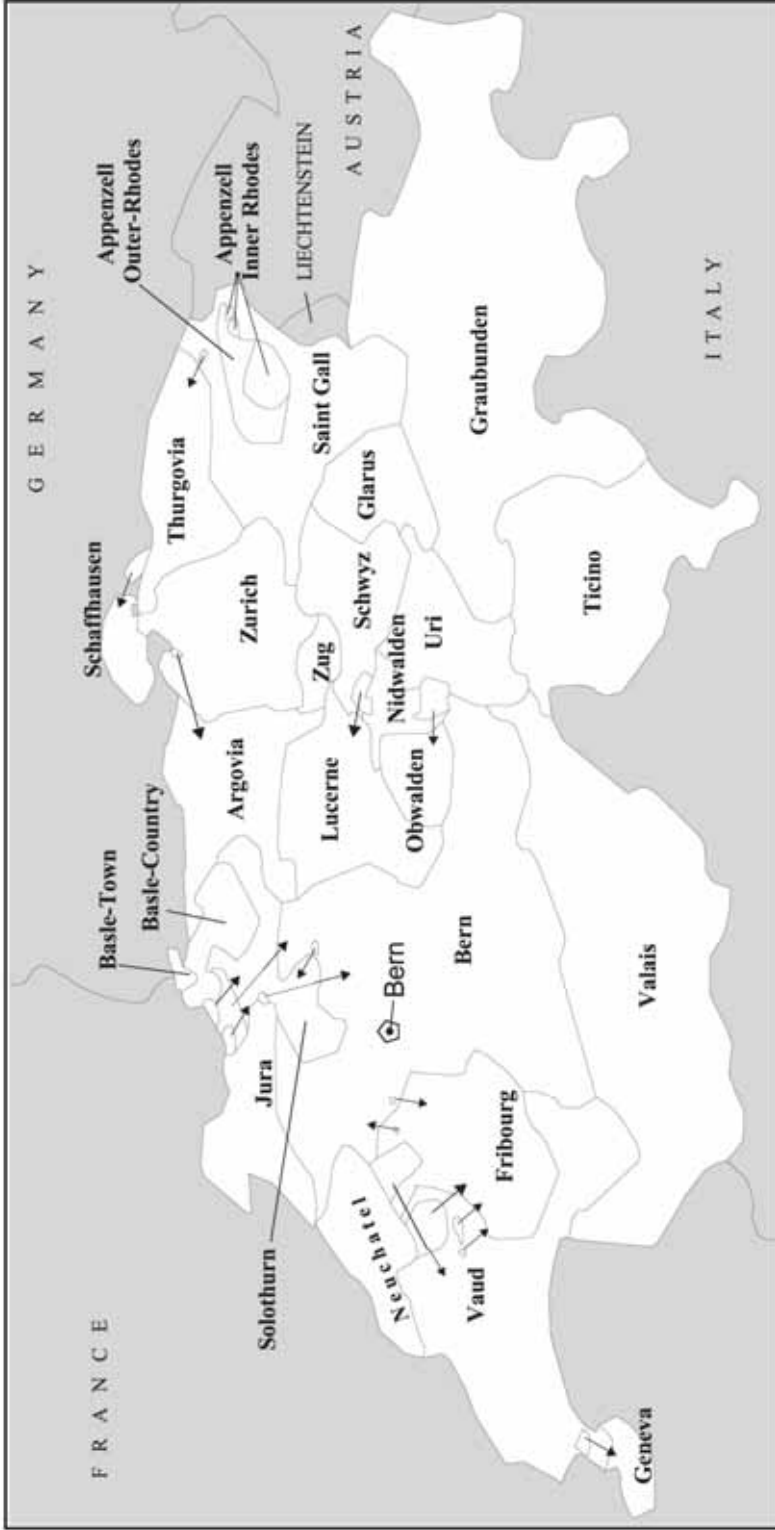 GERMANY
FRANCE
AUSTRIA
ITALY
LIECHTENSTEIN
Schaffhausen
Basle-Town
Basle-Country
Appenzell
Outer-Rhodes
Appenzell
Inner Rhodes
Thurgovia
Zurich
Argovia
Jura
Solothurn
Saint Gall
Zug
Lucerne
Schwyz
Glarus
Nidwalden
Obwalden
Uri
Bern
Bern
Neuchatel
Fribourg
Vaud
Graubunden
Ticino
Valais
Geneva